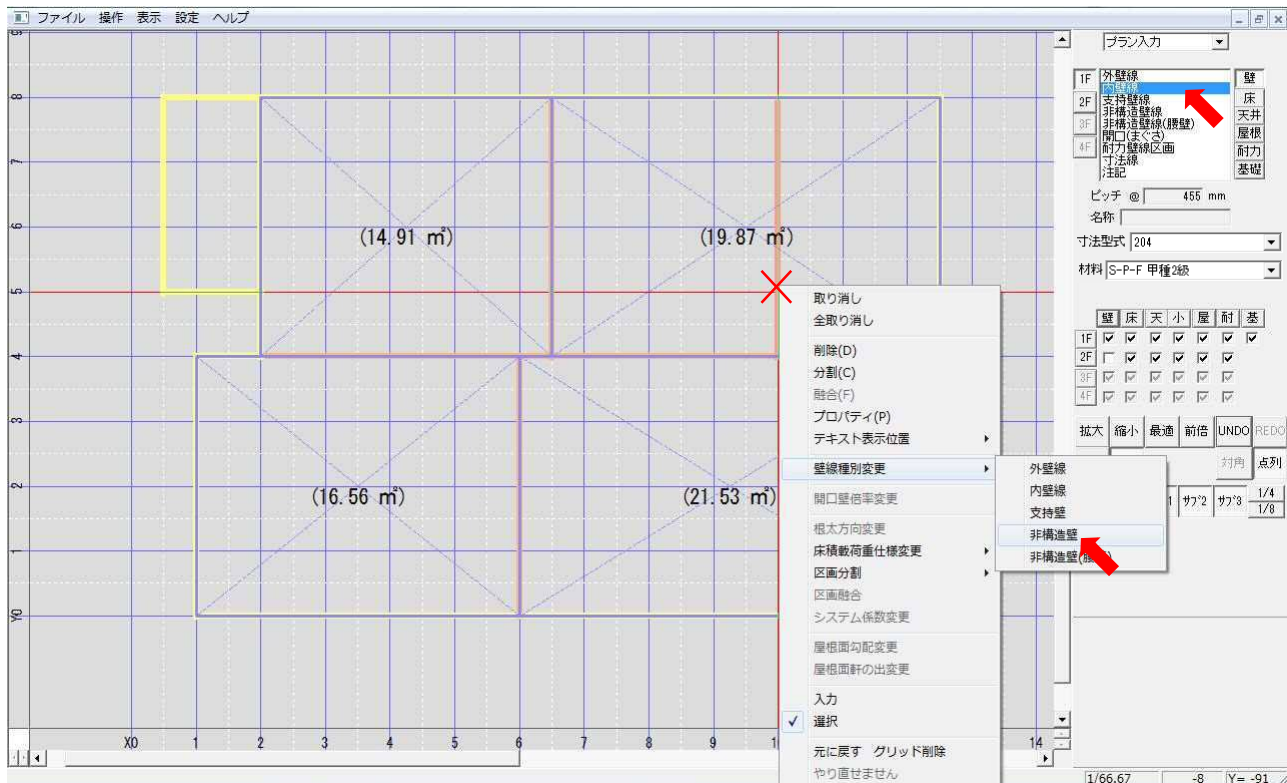 ファイル 操作 表示 設定 ヘルプ
プラン入力
1F
2F
3F
4F
外壁線
内壁線
支持壁線
非構造壁線
非構造壁線(腰壁)
開口(まぐさ)
耐力壁線区画
寸法線
注記
壁
床
天井
屋根
耐力
基礎
ピッチ @ 455 mm
名称
寸法型式 204
材料 S-P-F 甲種2級
壁 床 天 小 屋 耐 基
1F
2F
3F
4F
拡大 縮小 最適 前倍 UNDO REDO
対角 点列
1 サブ2 サブ3 1/4
1/8
9
8
7
6
5
4
3
2
1
Y0
(14.91 ㎡)
(19.87 ㎡)
(16.56 ㎡)
(21.53 ㎡)
取り消し
全取り消し
削除(D)
分割(C)
融合(F)
プロパティ(P)
テキスト表示位置
壁線種別変更
開口壁倍率変更
根太方向変更
床積載荷重仕様変更
区画分割
区画融合
システム係数変更
屋根面勾配変更
屋根面軒の出変更
入力
選択
元に戻す グリッド削除
やり直せません
外壁線
内壁線
支持壁
非構造壁
非構造壁(腰
X0 1 2 3 4 5 6 7 8 9 1 14
1/66.67 -8 Y= -91